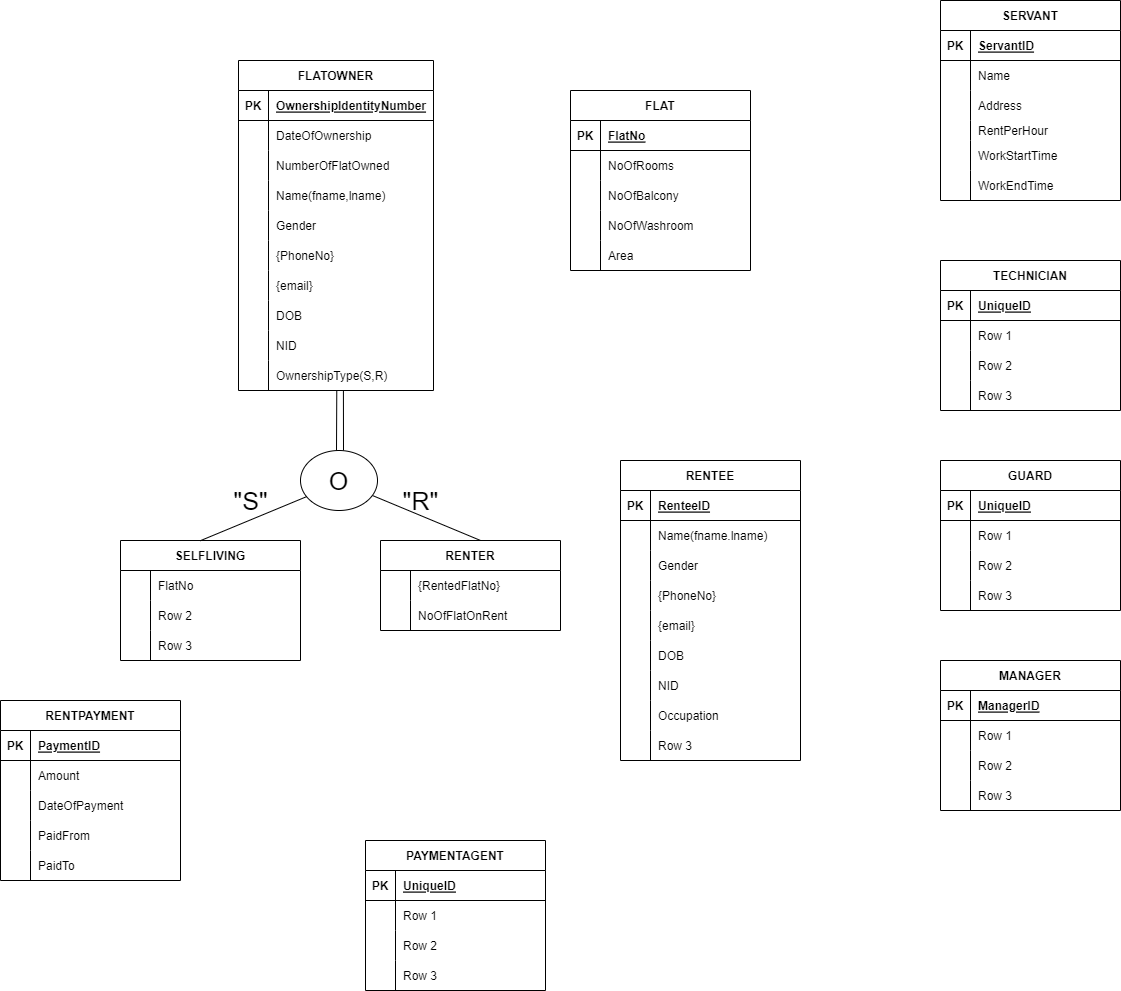 FLATOWNER
PK OwnershipIdentityNumber
DateOfOwnership
NumberOfFlatOwned
Name(fname,lname)
Gender
{PhoneNo}
{email}
DOB
NID
OwnershipType(S,R)
O
"S"
"R"
SELFLIVING
FlatNo
Row 2
Row 3
RENTER
{RentedFlatNo}
NoOfFlatOnRent
FLAT
PK FlatNo
NoOfRooms
NoOfBalcony
NoOfWashroom
Area
SERVANT
PK ServantID
Name
Address
RentPerHour
WorkStartTime
WorkEndTime
TECHNICIAN
PK UniqueID
Row 1
Row 2
Row 3
RENTEE
PK RenteeID
Name(fname.lname)
Gender
{PhoneNo}
{email}
DOB
NID
Occupation
Row 3
GUARD
PK UniqueID
Row 1
Row 2
Row 3
MANAGER
PK ManagerID
Row 1
Row 2
Row 3
RENTPAYMENT
PK PaymentID
Amount
DateOfPayment
PaidFrom
PaidTo
PAYMENTAGENT
PK UniqueID
Row 1
Row 2
Row 3